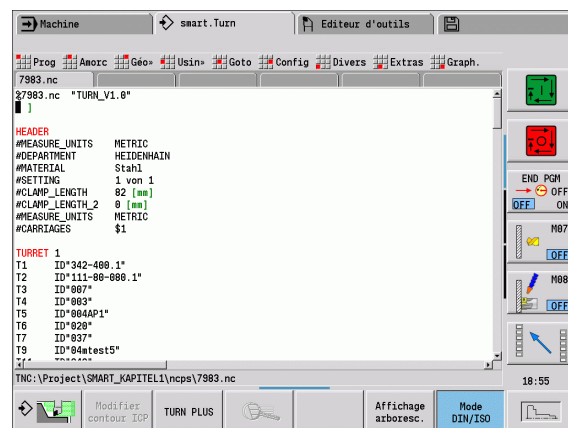 Machine
smart.Turn
Editeur d'outils
Prog Amorc Géo» Usin» Goto Config Divers Extras Graph.
7983.nc
%7983.nc "TURN_V1.0"
[ ]
HEADER
#MEASURE_UNITS METRIC
#DEPARTMENT HEIDENHAIN
#MATERIAL Stahl
#SETTING 1 von 1
#CLAMP_LENGTH 82 [mm]
#CLAMP_LENGTH_2 0 [mm]
#MEASURE_UNITS METRIC
#CARRIAGES $1
TURRET 1
T1 ID"342-400.1"
T2 ID"111-80-080.1"
T3 ID"007"
T4 ID"003"
T5 ID"004AP1"
T6 ID"020"
T7 ID"037"
T9 ID"04mtest5"
TNC:\Project\SMART_KAPITEL1\ncps\7983.nc
END PGM
OFF
OFF ON
M07
OFF
M08
OFF
18:55
Modifier
contour ICP
TURN PLUS
Affichage
arboresc.
Mode
DIN/ISO